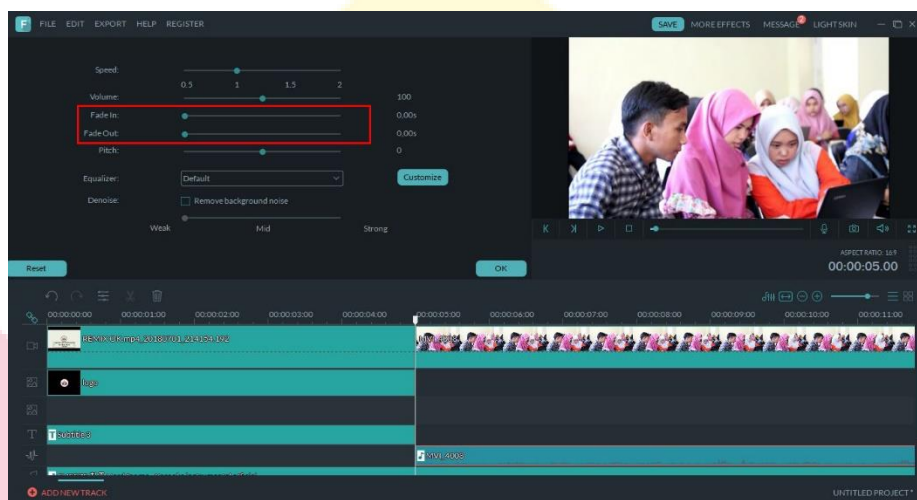 FILE EDIT EXPORT HELP REGISTER
SAVE MORE EFFECTS MESSAGE LIGHT SKIN
Speed:
0.5 1 1.5 2
Volume: 100
Fade In: 0.00s
Fade Out: 0.00s
Pitch: 0
Equalizer: Default Customize
Denoise: Remove background noise
Weak Mid Strong
ASPECT RATIO: 16:9
Reset OK 00:00:05.00
00:00:00:00 00:00:01:00 00:00:02:00 00:00:03:00 00:00:04:00 00:00:05:00 00:00:06:00 00:00:07:00 00:00:08:00 00:00:09:00 00:00:10:00 00:00:11:00
logo
T Subtitle 3
MVI_4008
ADD NEW TRACK UNTITLED PROJECT*